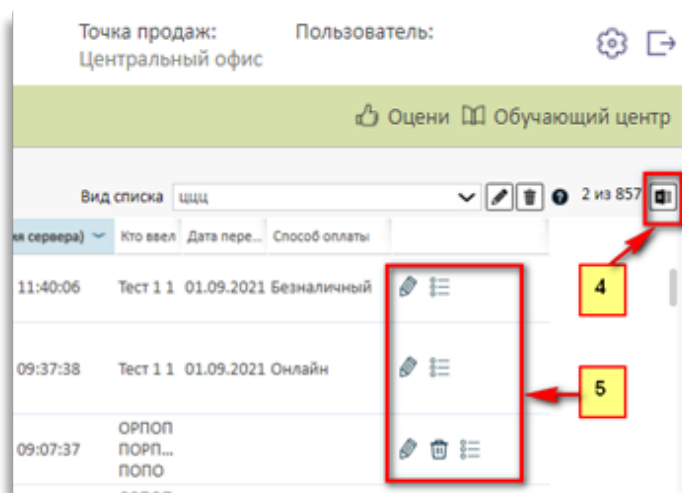 Точка продаж: Пользователь:
Центральный офис
Оцени Обучающий центр
Вид списка ццц 2 из 857
ия сервера) Кто ввел Дата пере... Способ оплаты
11:40:06 Тест 1 1 01.09.2021 Безналичный
4
09:37:38 Тест 1 1 01.09.2021 Онлайн
5
ОРПОП
09:07:37 ПОРП...
ПОПО